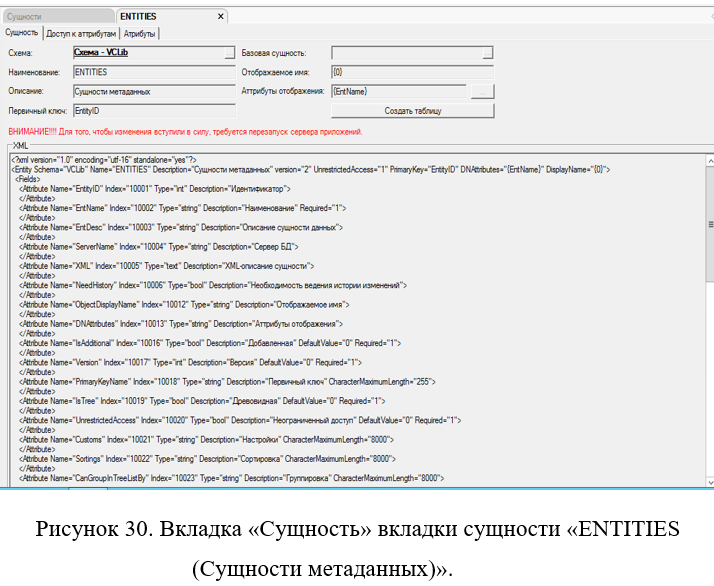 Сущности ENTITIES X
Сущность Доступ к аттрибутам Атрибуты
Схема: Схема - VCLib ... Базовая сущность: ...
Наименование: ENTITIES Отображаемое имя: {0}
Описание: Сущности метаданных Аттрибуты отображения: {EntName} ...
Первичный ключ: EntityID Создать таблицу
ВНИМАНИЕ!!!! Для того, чтобы изменения вступили в силу, требуется перезапуск сервера приложений.
XML
<?xml version="1.0" encoding="utf-16" standalone="yes"?>
<Entity Schema="VCLib" Name="ENTITIES" Description="Сущности метаданных" version="2" UnrestrictedAccess="1" PrimaryKey="EntityID" DNAttributes="{EntName}" DisplayName="{0}">
<Fields>
<Attribute Name="EntityID" Index="10001" Type="int" Description="Идентификатор">
</Attribute>
<Attribute Name="EntName" Index="10002" Type="string" Description="Наименование" Required="1">
</Attribute>
<Attribute Name="EntDesc" Index="10003" Type="string" Description="Описание сущности данных">
</Attribute>
<Attribute Name="ServerName" Index="10004" Type="string" Description="Сервер БД">
</Attribute>
<Attribute Name="XML" Index="10005" Type="text" Description="XML-описание сущности">
</Attribute>
<Attribute Name="NeedHistory" Index="10006" Type="bool" Description="Необходимость ведения истории изменений">
</Attribute>
<Attribute Name="ObjectDisplayName" Index="10012" Type="string" Description="Отображаемое имя">
</Attribute>
<Attribute Name="DNAttributes" Index="10013" Type="string" Description="Аттрибуты отображения">
</Attribute>
<Attribute Name="IsAdditional" Index="10016" Type="bool" Description="Добавленная" DefaultValue="0" Required="1">
</Attribute>
<Attribute Name="Version" Index="10017" Type="int" Description="Версия" DefaultValue="0" Required="1">
</Attribute>
<Attribute Name="PrimaryKeyName" Index="10018" Type="string" Description="Первичный ключ" CharacterMaximumLength="255">
</Attribute>
<Attribute Name="IsTree" Index="10019" Type="bool" Description="Древовидная" DefaultValue="0" Required="1">
</Attribute>
<Attribute Name="UnrestrictedAccess" Index="10020" Type="bool" Description="Неограниченный доступ" DefaultValue="0" Required="1">
</Attribute>
<Attribute Name="Customs" Index="10021" Type="string" Description="Настройки" CharacterMaximumLength="8000">
</Attribute>
<Attribute Name="Sortings" Index="10022" Type="string" Description="Сортировка" CharacterMaximumLength="8000">
</Attribute>
<Attribute Name="CanGroupInTreeListBy" Index="10023" Type="string" Description="Группировка" CharacterMaximumLength="8000">
Рисунок 30. Вкладка «Сущность» вкладки сущности «ENTITIES
(Сущности метаданных)».